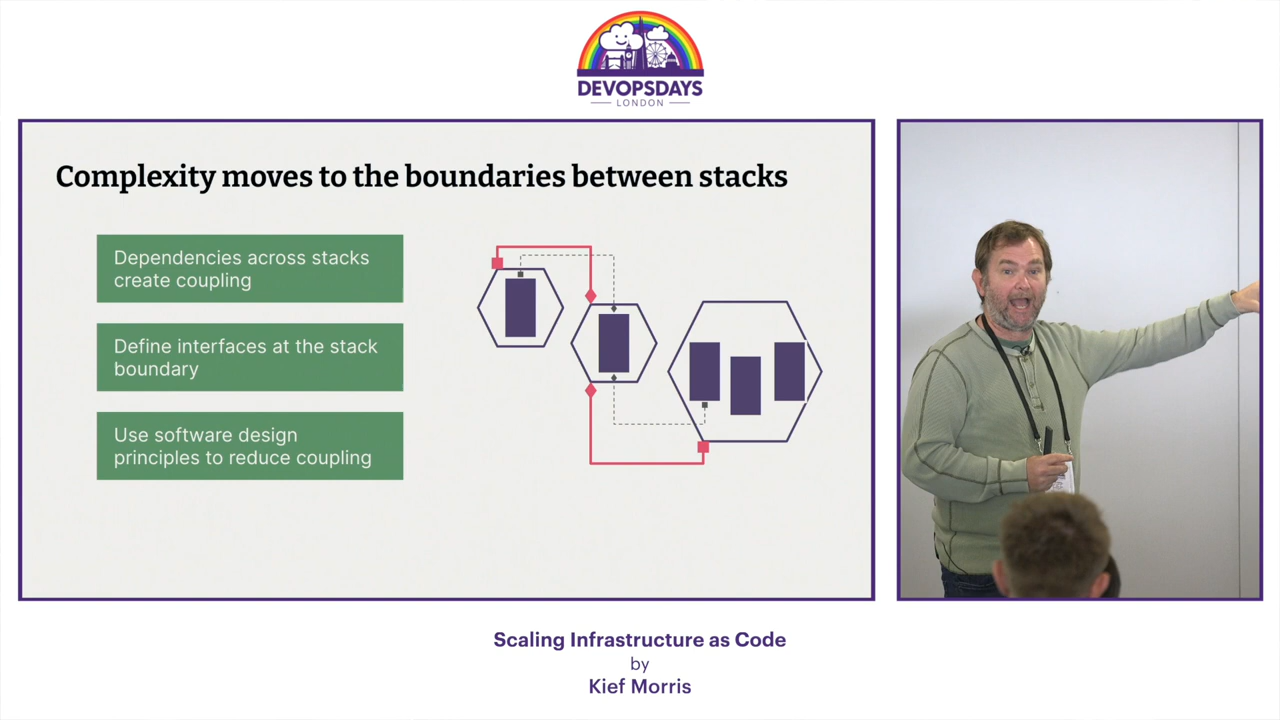 DEVOPSDAYS
LONDON
Complexity moves to the boundaries between stacks
Dependencies across stacks
create coupling
Define interfaces at the stack
boundary
Use software design
principles to reduce coupling
Scaling Infrastructure as Code
by
Kief Morris